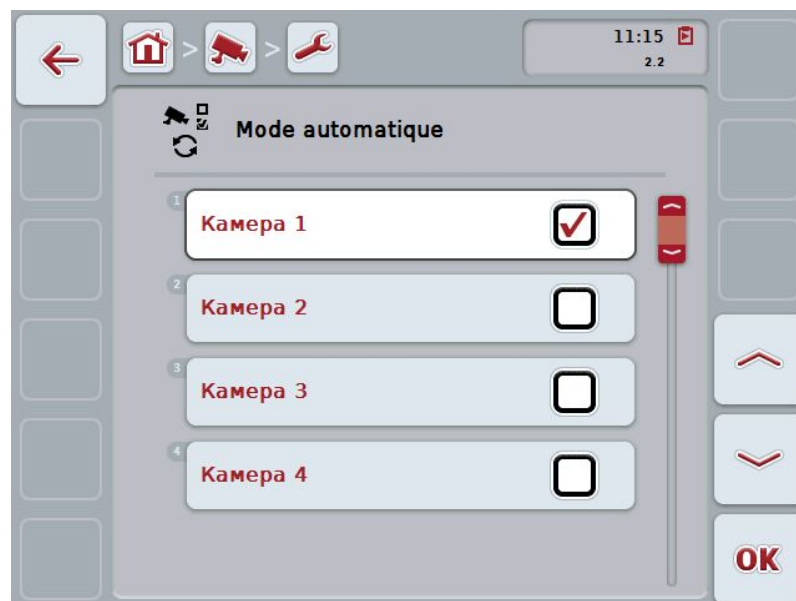 > >
11:15
2.2
Mode automatique
1
Камера 1
2
Камера 2
3
Камера 3
4
Камера 4
OK